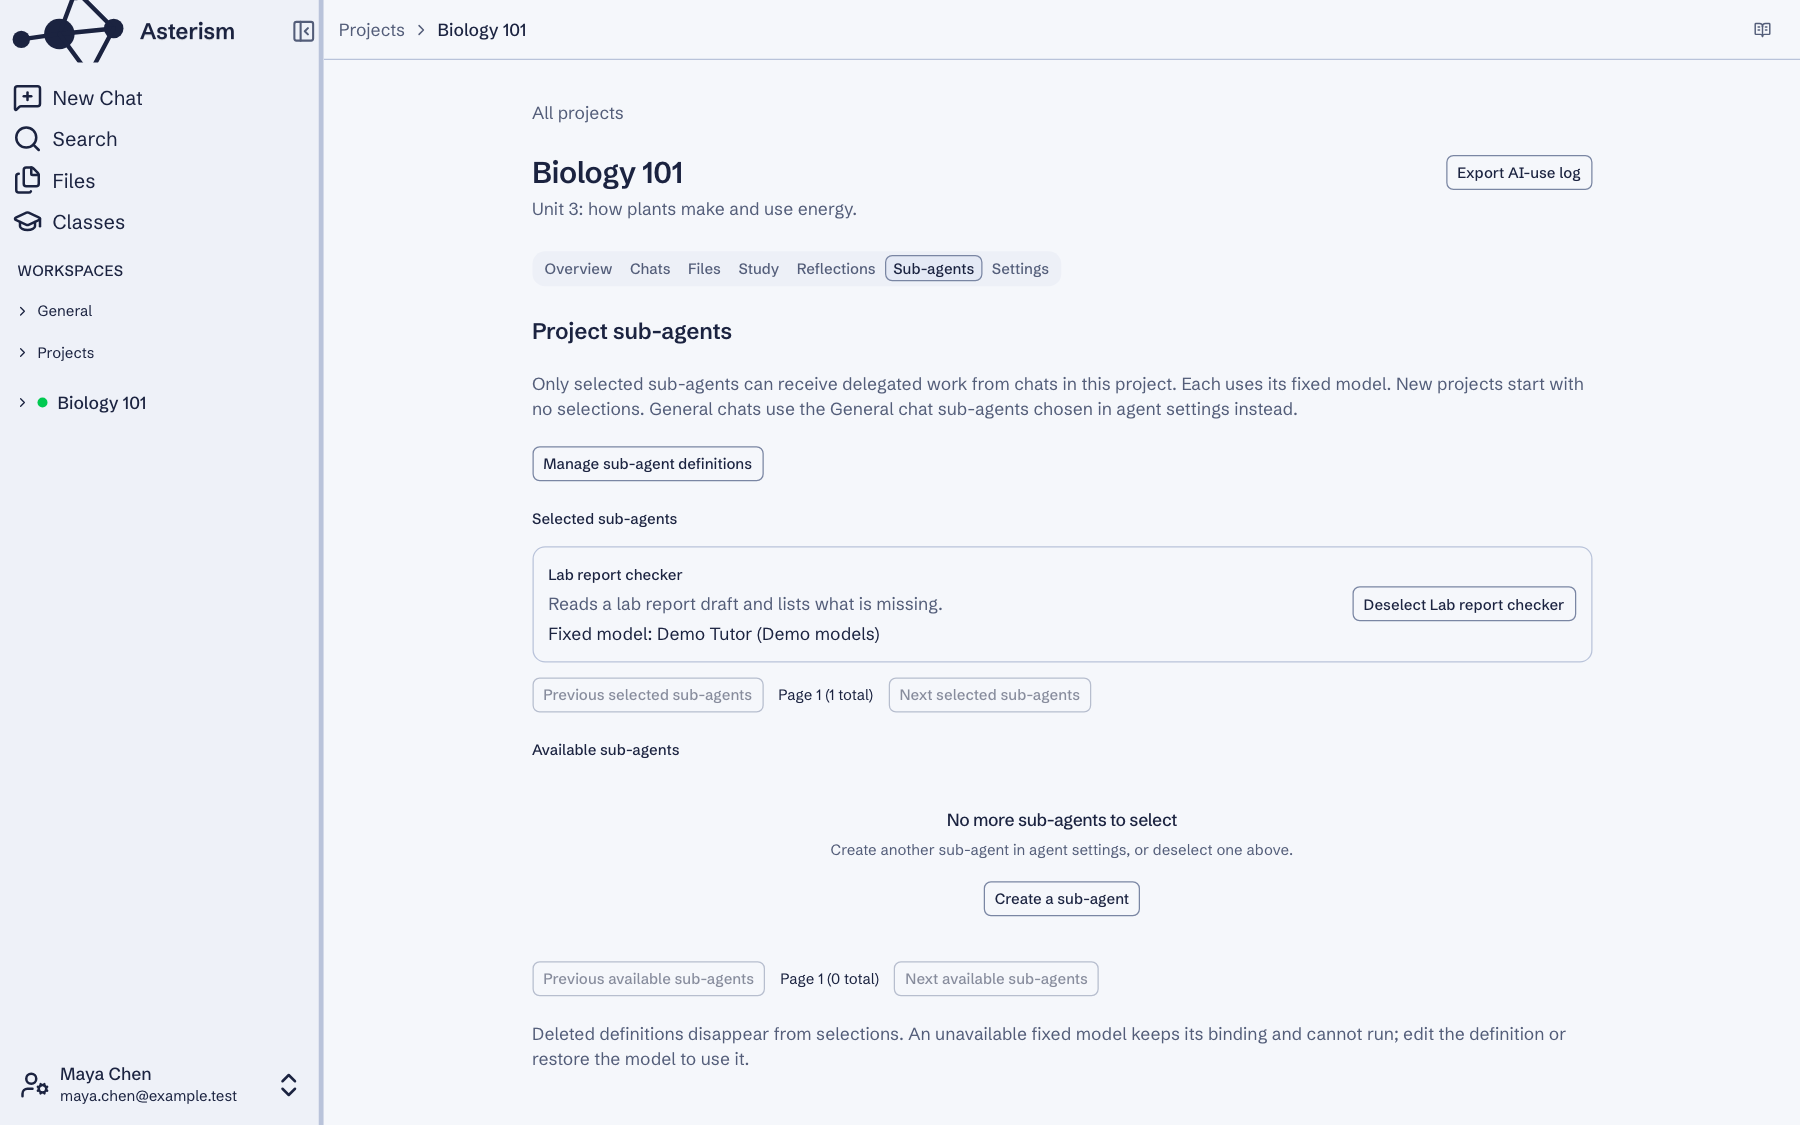 Asterism
New Chat
Search
Files
Classes
WORKSPACES
General
Projects
Biology 101
Maya Chen
maya.chen@example.test
Projects > Biology 101
All projects
Biology 101
Export AI-use log
Unit 3: how plants make and use energy.
Overview Chats Files Study Reflections Sub-agents Settings
Project sub-agents
Only selected sub-agents can receive delegated work from chats in this project. Each uses its fixed model. New projects start with
no selections. General chats use the General chat sub-agents chosen in agent settings instead.
Manage sub-agent definitions
Selected sub-agents
Lab report checker
Reads a lab report draft and lists what is missing.
Fixed model: Demo Tutor (Demo models)
Deselect Lab report checker
Previous selected sub-agents Page 1 (1 total) Next selected sub-agents
Available sub-agents
No more sub-agents to select
Create another sub-agent in agent settings, or deselect one above.
Create a sub-agent
Previous available sub-agents Page 1 (0 total) Next available sub-agents
Deleted definitions disappear from selections. An unavailable fixed model keeps its binding and cannot run; edit the definition or
restore the model to use it.